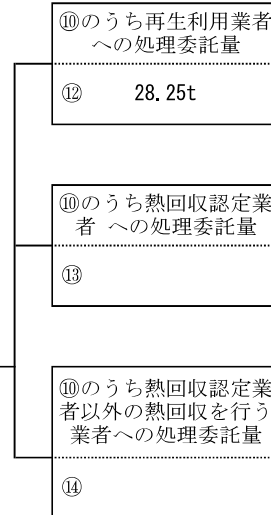 ⑩のうち再生利用業者
への処理委託量
⑫ 28.25t
⑩のうち熱回収認定業
者 への処理委託量
⑬
⑩のうち熱回収認定業
者以外の熱回収を行う
業者への処理委託量
⑭